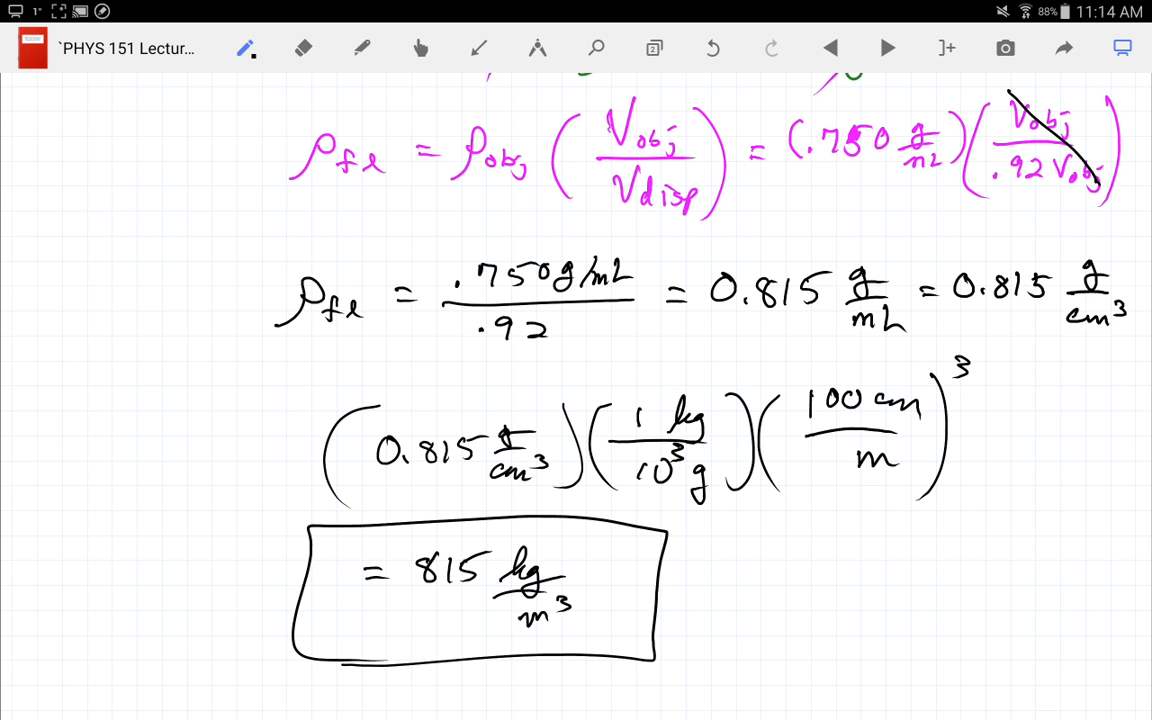 1° 88% 11:14 AM
`PHYS 151 Lectur... 2
ρfl = ρobj (Vobj / Vdisp) = (.750 g/mL) (Vobj / .92 Vobj)
ρfl = .750 g/mL / .92 = 0.815 g/mL = 0.815 g/cm³
(0.815 g/cm³) (1 kg / 10³ g) (100 cm / m)³
= 815 kg/m³